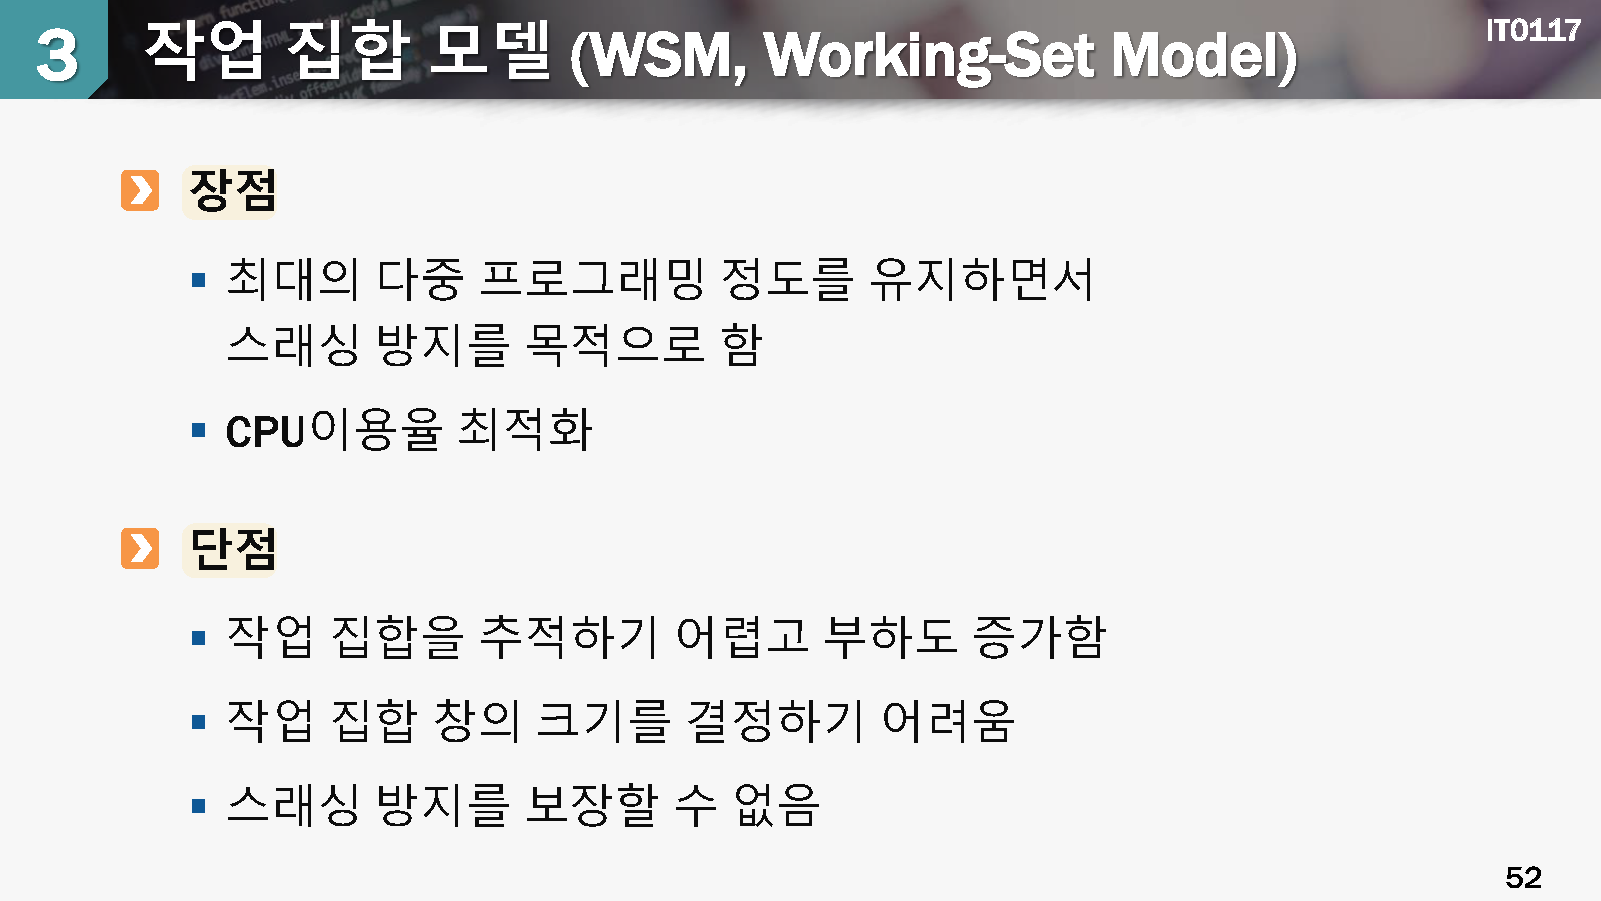 3
작업 집합 모델 (WSM, Working-Set Model)
IT0117
장점
최대의 다중 프로그래밍 정도를 유지하면서
스래싱 방지를 목적으로 함
CPU이용율 최적화
단점
작업 집합을 추적하기 어렵고 부하도 증가함
작업 집합 창의 크기를 결정하기 어려움
스래싱 방지를 보장할 수 없음
52